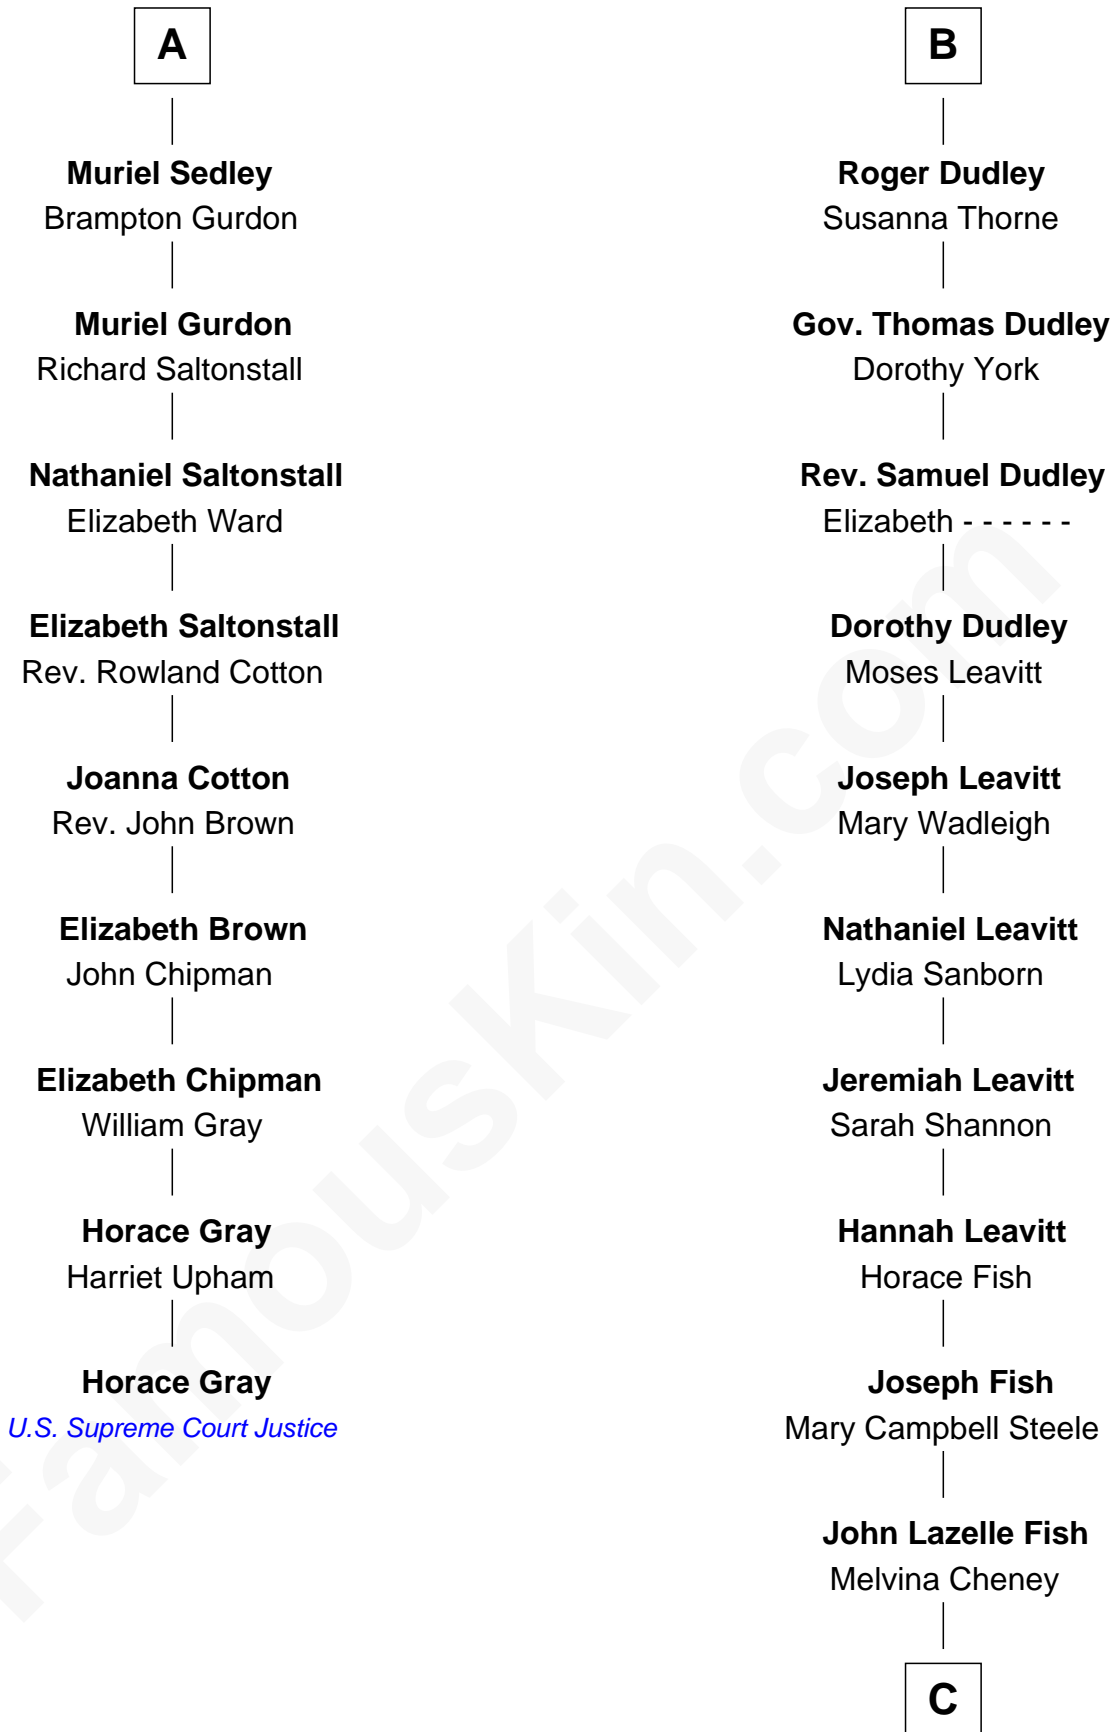 A
Muriel Sedley
Brampton Gurdon
Muriel Gurdon
Richard Saltonstall
Nathaniel Saltonstall
Elizabeth Ward
Elizabeth Saltonstall
Rev. Rowland Cotton
Joanna Cotton
Rev. John Brown
Elizabeth Brown
John Chipman
Elizabeth Chipman
William Gray
Horace Gray
Harriet Upham
Horace Gray
U.S. Supreme Court Justice
B
Roger Dudley
Susanna Thorne
Gov. Thomas Dudley
Dorothy York
Rev. Samuel Dudley
Elizabeth - - - - - -
Dorothy Dudley
Moses Leavitt
Joseph Leavitt
Mary Wadleigh
Nathaniel Leavitt
Lydia Sanborn
Jeremiah Leavitt
Sarah Shannon
Hannah Leavitt
Horace Fish
Joseph Fish
Mary Campbell Steele
John Lazelle Fish
Melvina Cheney
C
FamousKin.com